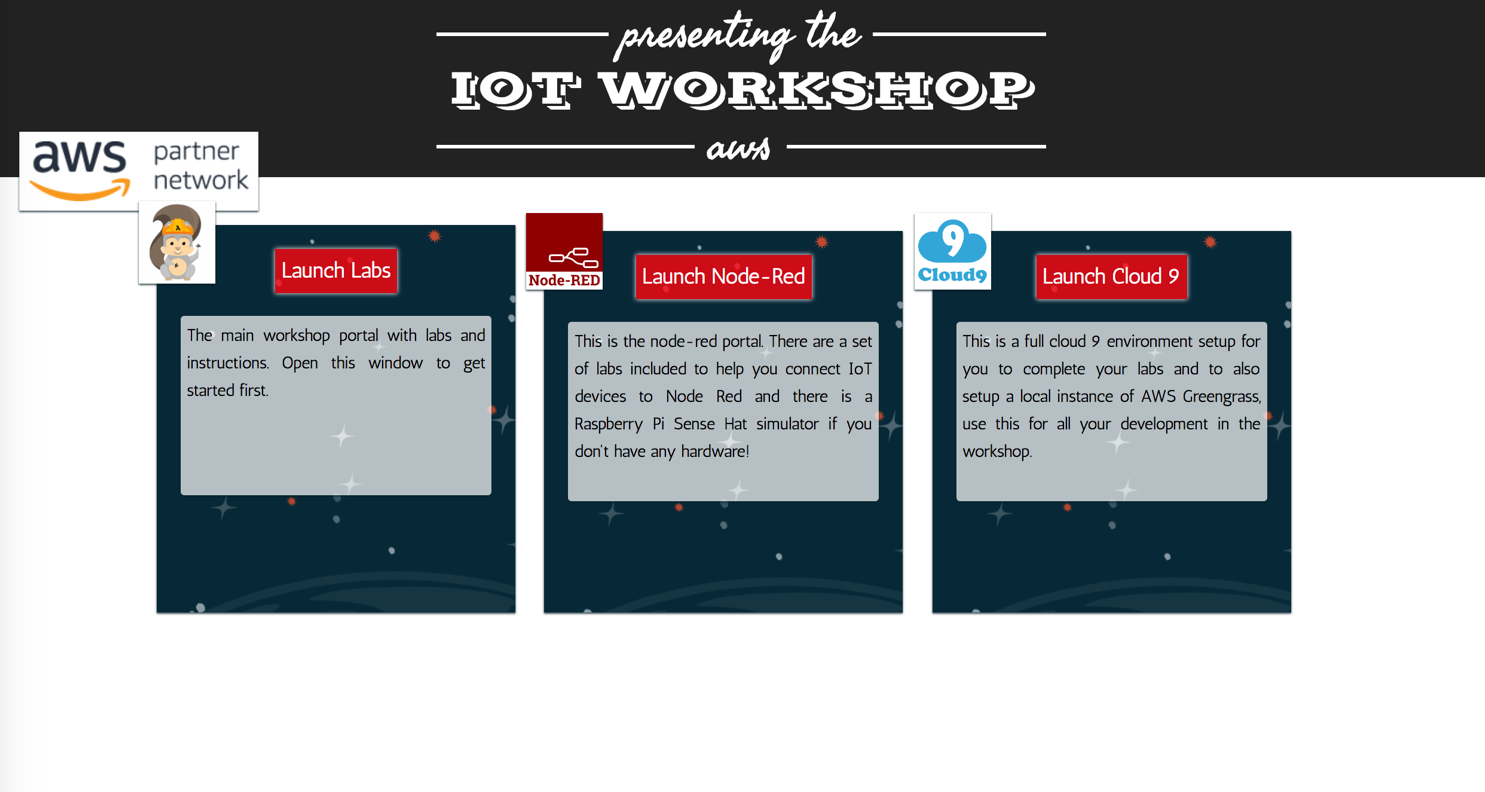 presenting the
IOT WORKSHOP
aws
aws partner
network
Launch Labs
The main workshop portal with labs and
instructions. Open this window to get
started first.
Node-RED
Launch Node-Red
This is the node-red portal. There are a set
of labs included to help you connect IoT
devices to Node Red and there is a
Raspberry Pi Sense Hat simulator if you
don't have any hardware!
9
Cloud9
Launch Cloud 9
This is a full cloud 9 environment setup for
you to complete your labs and to also
setup a local instance of AWS Greengrass,
use this for all your development in the
workshop.